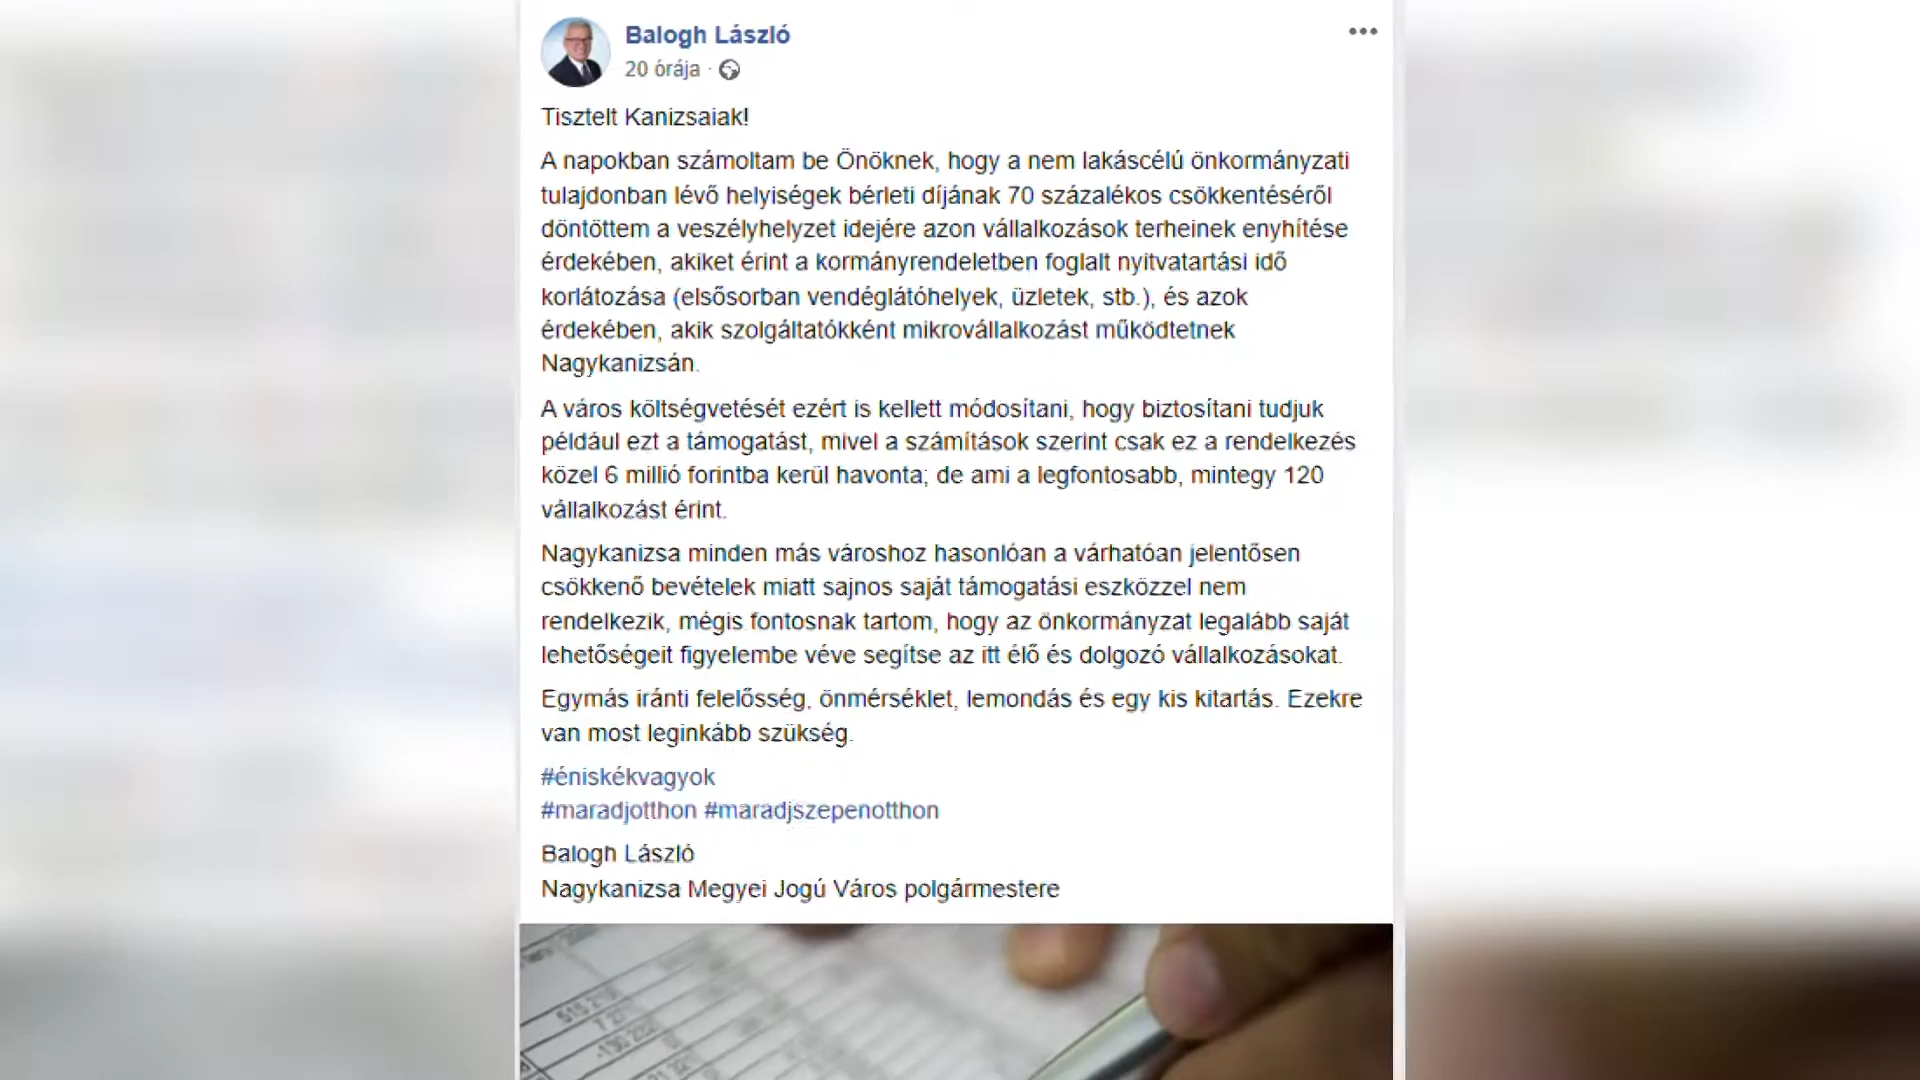 Balogh László
20 órája ·
Tisztelt Kanizsaiak!
A napokban számoltam be Önöknek, hogy a nem lakáscélú önkormányzati
tulajdonban lévő helyiségek bérleti díjának 70 százalékos csökkentéséről
döntöttem a veszélyhelyzet idejére azon vállalkozások terheinek enyhítése
érdekében, akiket érint a kormányrendeletben foglalt nyitvatartási idő
korlátozása (elsősorban vendéglátóhelyek, üzletek, stb.), és azok
érdekében, akik szolgáltatókként mikrovállalkozást működtetnek
Nagykanizsán.
A város költségvetését ezért is kellett módosítani, hogy biztosítani tudjuk
például ezt a támogatást, mivel a számítások szerint csak ez a rendelkezés
közel 6 millió forintba kerül havonta; de ami a legfontosabb, mintegy 120
vállalkozást érint.
Nagykanizsa minden más városhoz hasonlóan a várhatóan jelentősen
csökkenő bevételek miatt sajnos saját támogatási eszközzel nem
rendelkezik, mégis fontosnak tartom, hogy az önkormányzat legalább saját
lehetőségeit figyelembe véve segítse az itt élő és dolgozó vállalkozásokat.
Egymás iránti felelősség, önmérséklet, lemondás és egy kis kitartás. Ezekre
van most leginkább szükség.
#éniskékvagyok
#maradjotthon #maradjszepenotthon
Balogh László
Nagykanizsa Megyei Jogú Város polgármestere